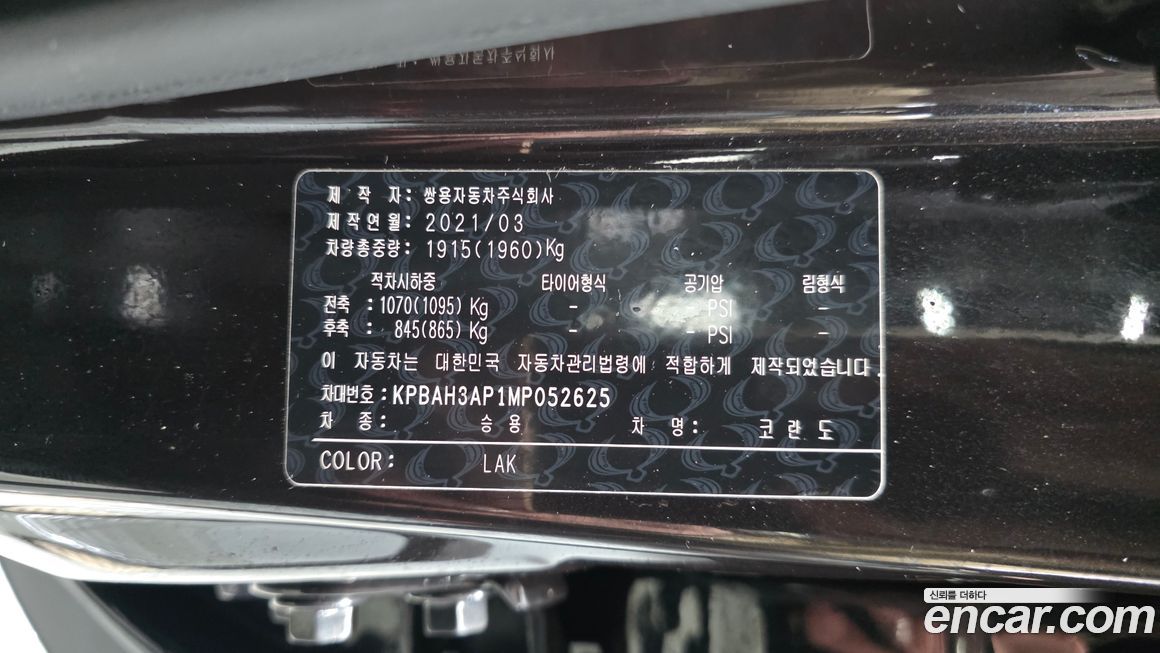 제 작 자: 쌍용자동차주식회사
제작연월: 2021/03
차량총중량: 1915(1960)Kg
적차시하중 타이어형식 공기압 림형식
전축 : 1070(1095) Kg - - PSI -
후축 : 845(865) Kg - - PSI -
이 자동차는 대한민국 자동차관리법령에 적합하게 제작되었습니다.
차대번호: KPBAH3AP1MP052625
차 종: 승용 차 명: 코란도
COLOR: LAK
신뢰를 더하다
encar.com